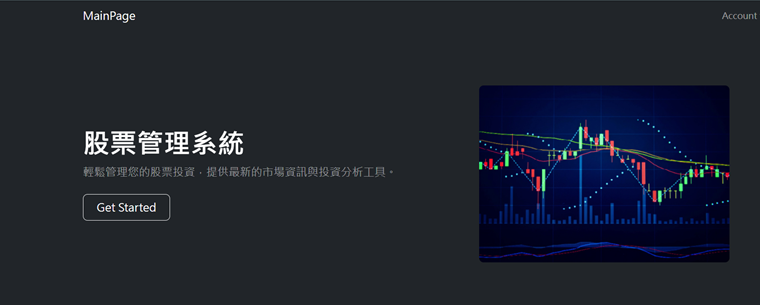 MainPage
Account
股票管理系統
輕鬆管理您的股票投資，提供最新的市場資訊與投資分析工具。
Get Started